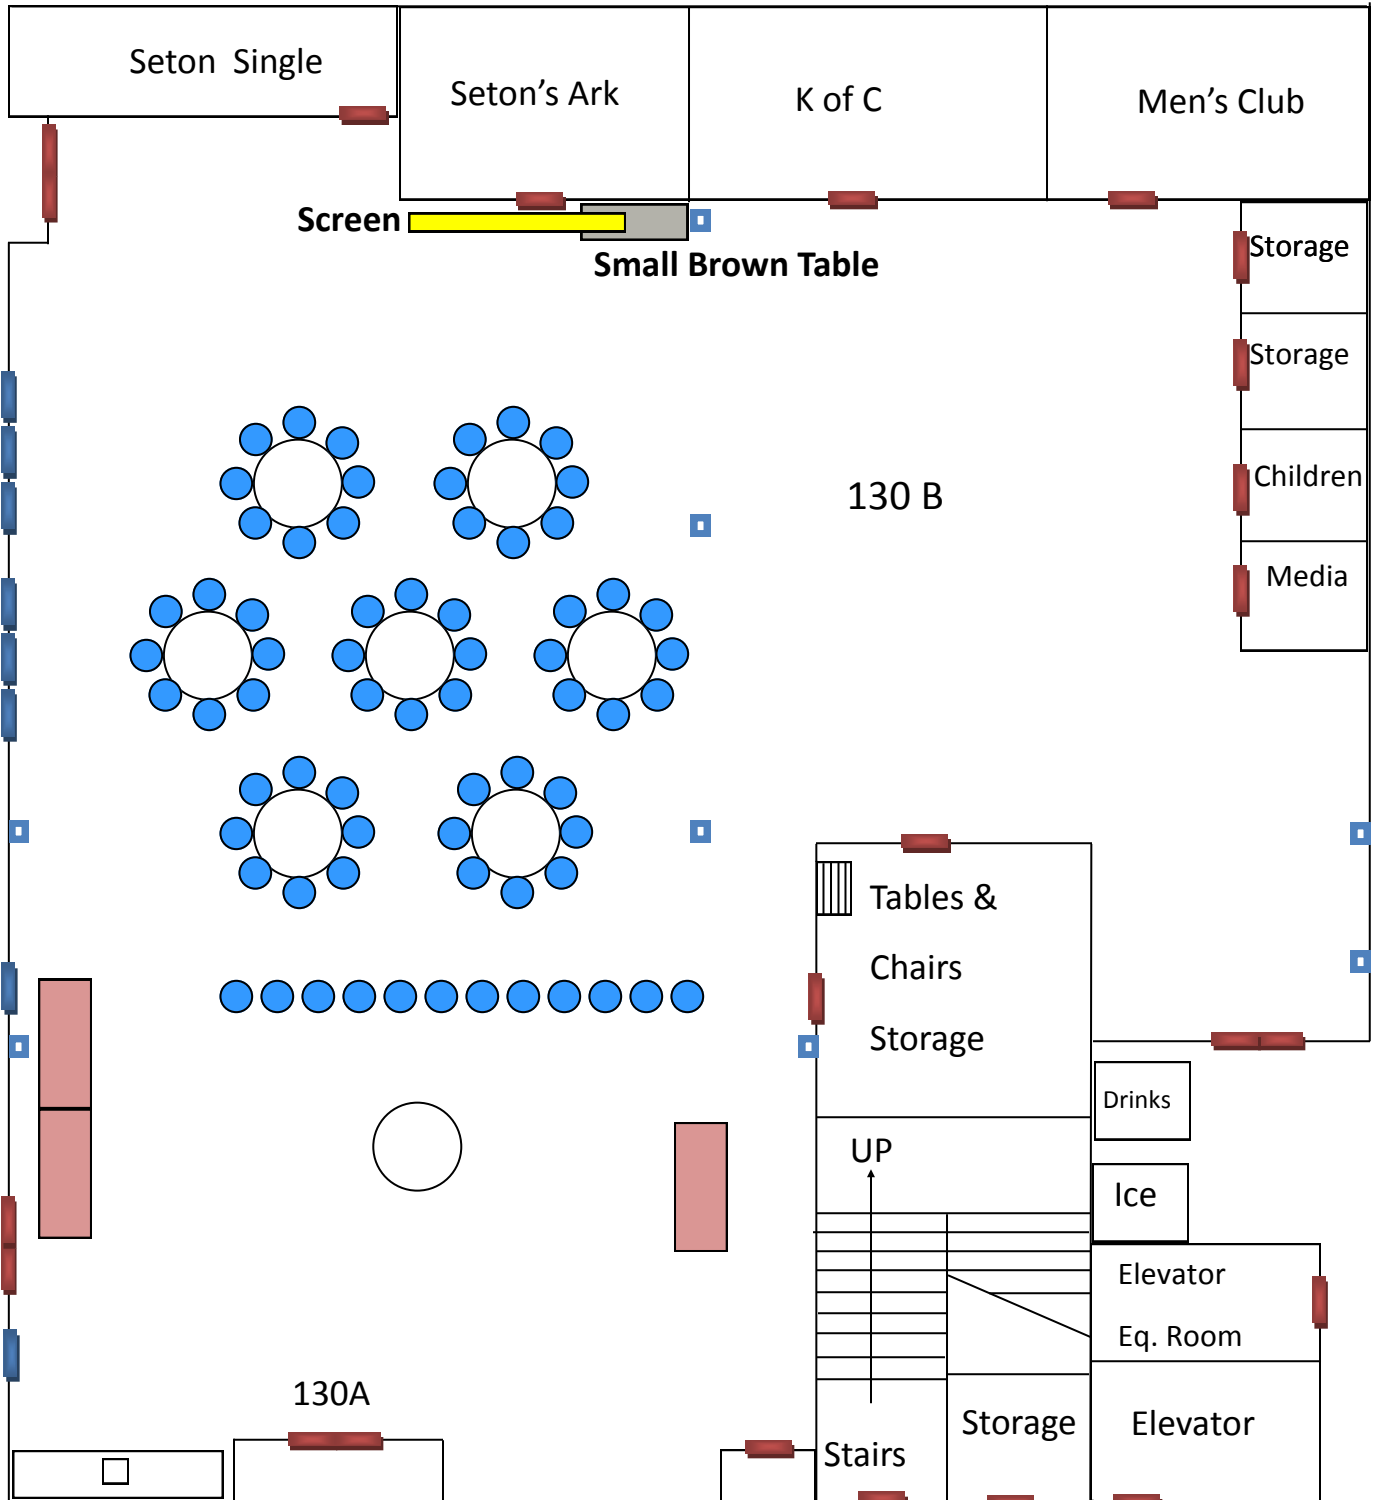 Seton  Single
Seton's Ark
K of C
Men's Club
Screen
Small Brown Table
Storage
Storage
Children
Media
130 B
Tables &
Chairs
Storage
Drinks
UP
Ice
Elevator
Eq. Room
130A
Stairs
Storage
Elevator